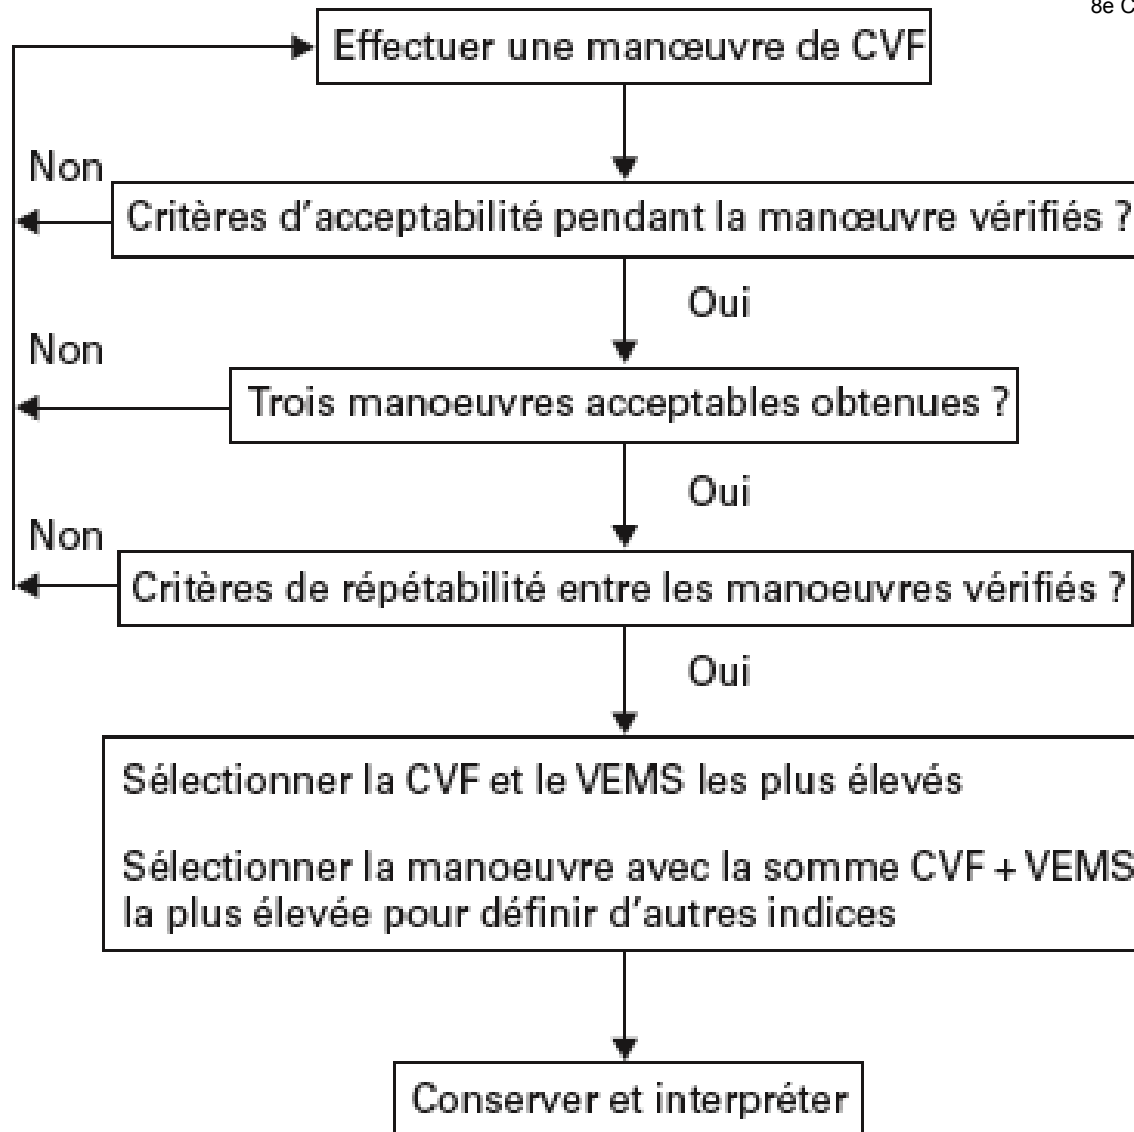 8e C
Effectuer une manœuvre de CVF
Non
Critères d'acceptabilité pendant la manœuvre vérifiés ?
Oui
Non
Trois manoeuvres acceptables obtenues ?
Oui
Non
Critères de répétabilité entre les manoeuvres vérifiés ?
Oui
Sélectionner la CVF et le VEMS les plus élevés
Sélectionner la manoeuvre avec la somme CVF + VEMS
la plus élevée pour définir d'autres indices
Conserver et interpréter